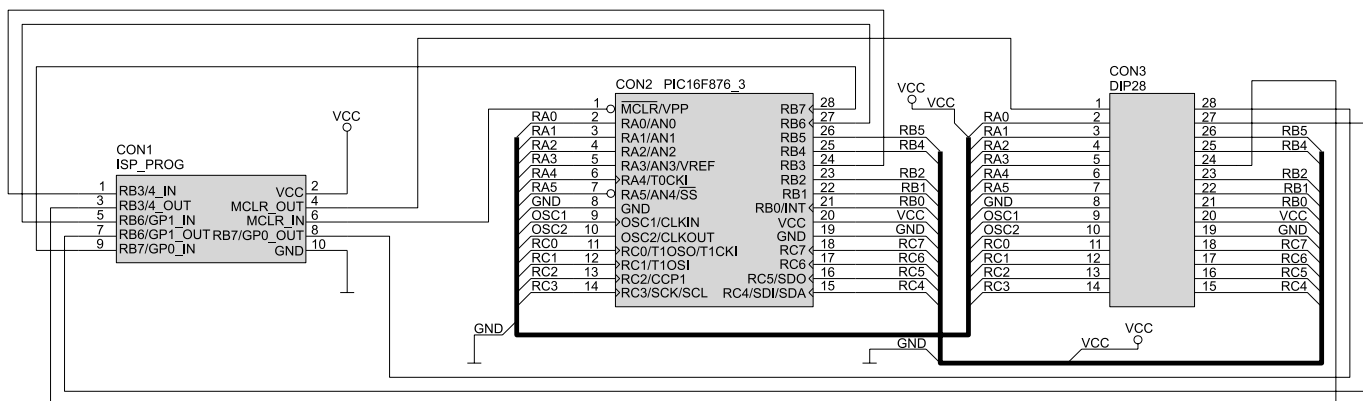 CON1
ISP_PROG
1 RB3/4_IN VCC 2
3 RB3/4_OUT MCLR_OUT 4
5 RB6/GP1_IN MCLR_IN 6
7 RB6/GP1_OUT RB7/GP0_OUT 8
9 RB7/GP0_IN GND 10
VCC
CON2 PIC16F876_3
1 MCLR/VPP RB7 28
RA0 2 RA0/AN0 RB6 27
RA1 3 RA1/AN1 RB5 26 RB5
RA2 4 RA2/AN2 RB4 25 RB4
RA3 5 RA3/AN3/VREF RB3 24
RA4 6 RA4/T0CKI RB2 23 RB2
RA5 7 RA5/AN4/SS RB1 22 RB1
GND 8 GND RB0/INT 21 RB0
OSC1 9 OSC1/CLKIN VCC 20 VCC
OSC2 10 OSC2/CLKOUT GND 19 GND
RC0 11 RC0/T1OSO/T1CKI RC7 18 RC7
RC1 12 RC1/T1OSI RC6 17 RC6
RC2 13 RC2/CCP1 RC5/SDO 16 RC5
RC3 14 RC3/SCK/SCL RC4/SDI/SDA 15 RC4
GND
VCC
VCC
CON3
DIP28
1 28
RA0 2 27
RA1 3 26 RB5
RA2 4 25 RB4
RA3 5 24
RA4 6 23 RB2
RA5 7 22 RB1
GND 8 21 RB0
OSC1 9 20 VCC
OSC2 10 19 GND
RC0 11 18 RC7
RC1 12 17 RC6
RC2 13 16 RC5
RC3 14 15 RC4
GND
VCC
VCC